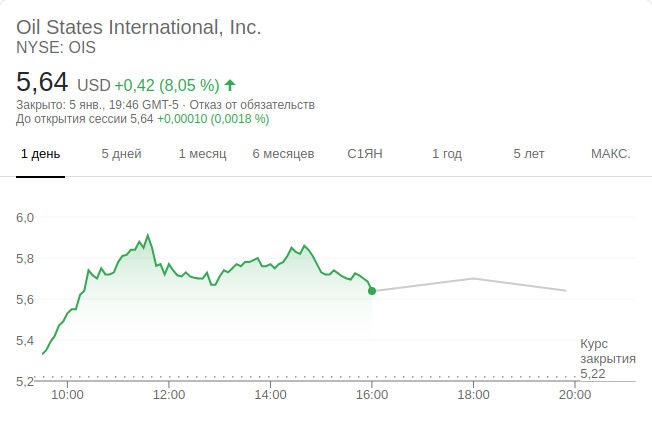 Oil States International, Inc.
NYSE: OIS
5,64 USD +0,42 (8,05 %)
Закрыто: 5 янв., 19:46 GMT-5 · Отказ от обязательств
До открытия сессии 5,64 +0,00010 (0,0018 %)
1 день 5 дней 1 месяц 6 месяцев С1ЯН 1 год 5 лет МАКС.
6,0
5,8
5,6
5,4
Курс
закрытия
5,22
5,2
10:00 12:00 14:00 16:00 18:00 20:00